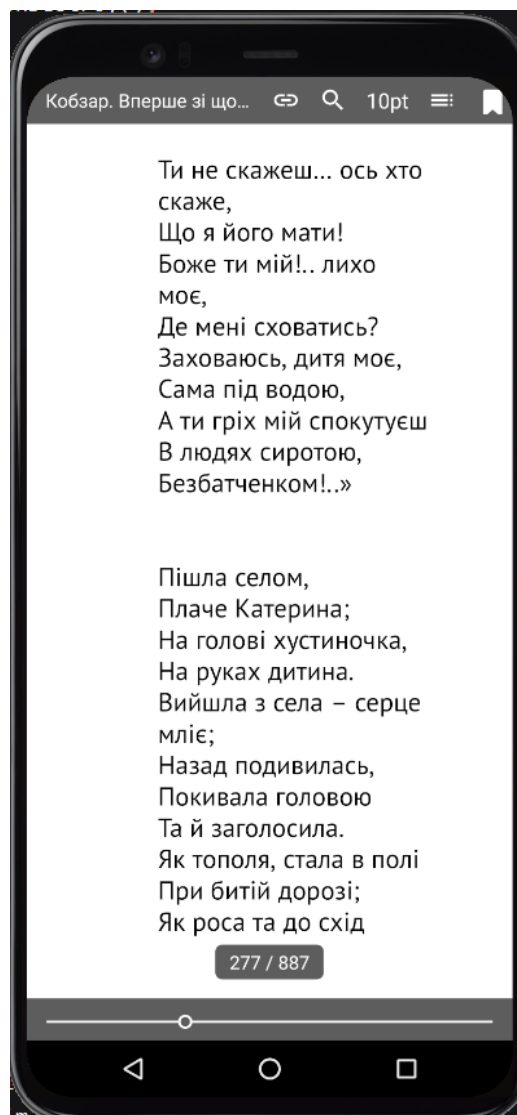 Кобзар. Вперше зі що... 10pt
Ти не скажеш... ось хто
скаже,
Що я його мати!
Боже ти мій!.. лихо
моє,
Де мені сховатись?
Заховаюсь, дитя моє,
Сама під водою,
А ти гріх мій спокутуєш
В людях сиротою,
Безбатченком!..»
Пішла селом,
Плаче Катерина;
На голові хустиночка,
На руках дитина.
Вийшла з села – серце
мліє;
Назад подивилась,
Покивала головою
Та й заголосила.
Як тополя, стала в полі
При битій дорозі;
Як роса та до схід
277 / 887